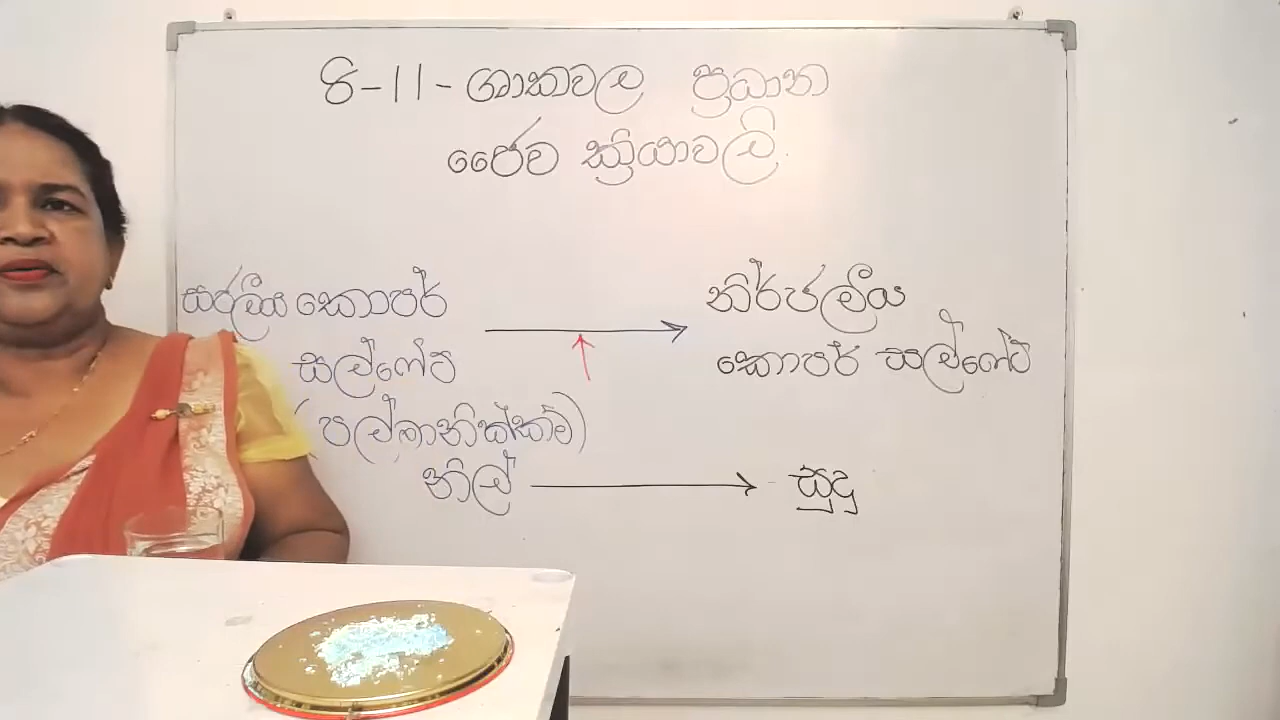 8-11- ශාකවල ප්‍රධාන
ජෛව ක්‍රියාවලි.
සජලීය කොපර් නිර්ජලීය
සල්ෆේට් කොපර් සල්ෆේට්
(පල්මානික්කම්)
නිල් සුදු